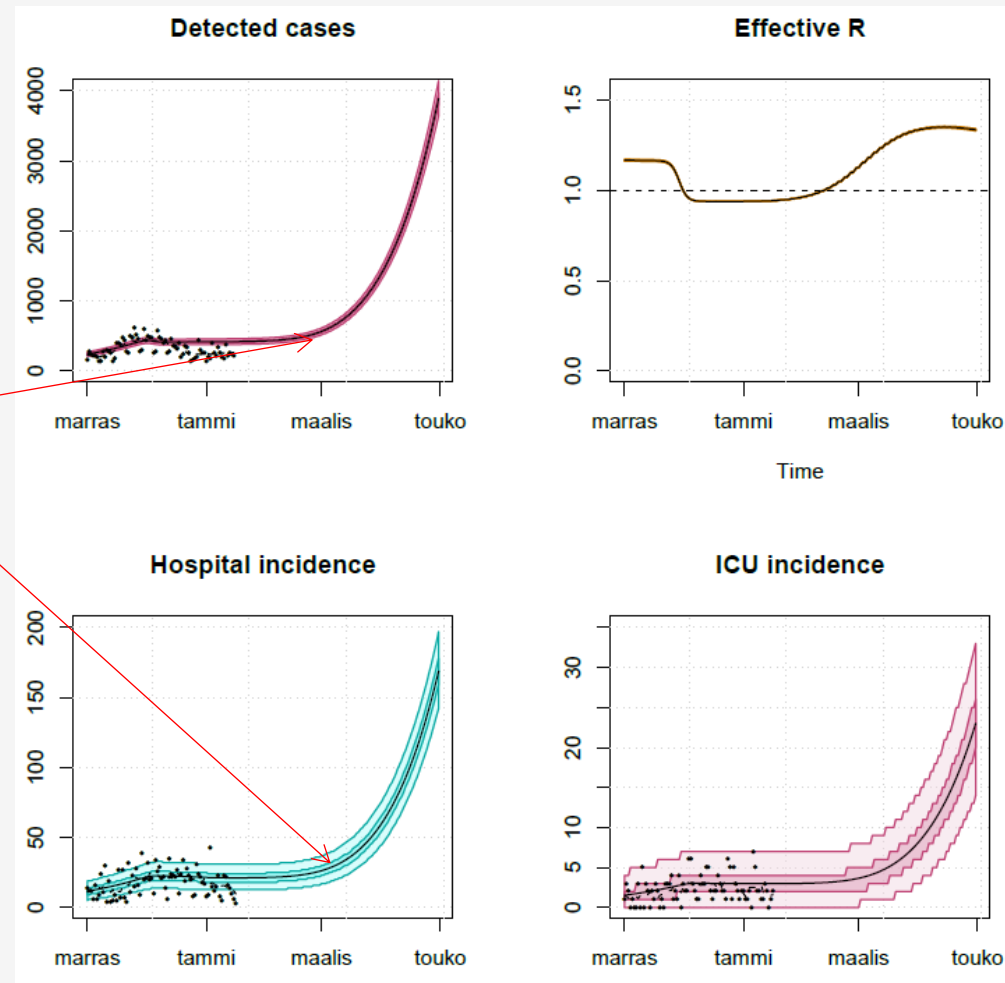 Detected cases
4000
3000
2000
1000
0
marras tammi maalis touko
Effective R
1.5
1.0
0.5
0.0
marras tammi maalis touko
Time
Hospital incidence
200
150
100
50
0
marras tammi maalis touko
ICU incidence
30
20
10
5
0
marras tammi maalis touko